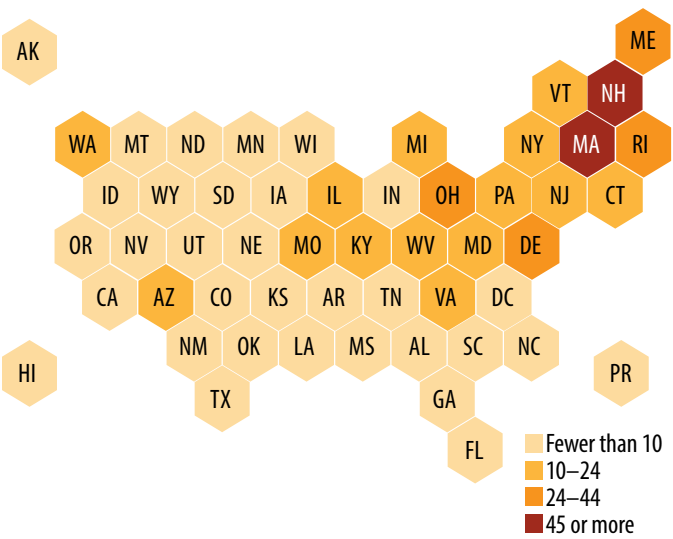 ME
AK
VT NH
WA MT ND MN WI MI NY MA RI
ID WY SD IA IL IN OH PA NJ CT
OR NV UT NE MO KY WV MD DE
CA AZ CO KS AR TN VA DC
NM OK LA MS AL SC NC
HI PR
TX GA
FL
Fewer than 10
10–24
24–44
45 or more